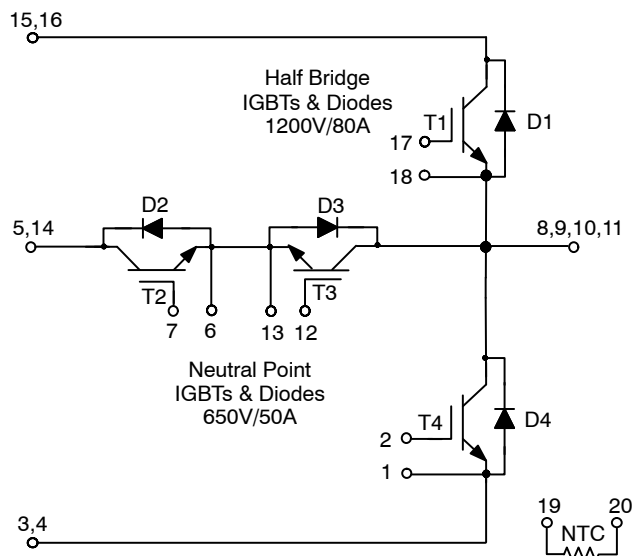 15,16
Half Bridge
IGBTs & Diodes
1200V/80A
T1
D1
17
18
D2
D3
5,14
8,9,10,11
T2
T3
7
6
13
12
Neutral Point
IGBTs & Diodes
650V/50A
T4
D4
2
1
3,4
19
20
NTC